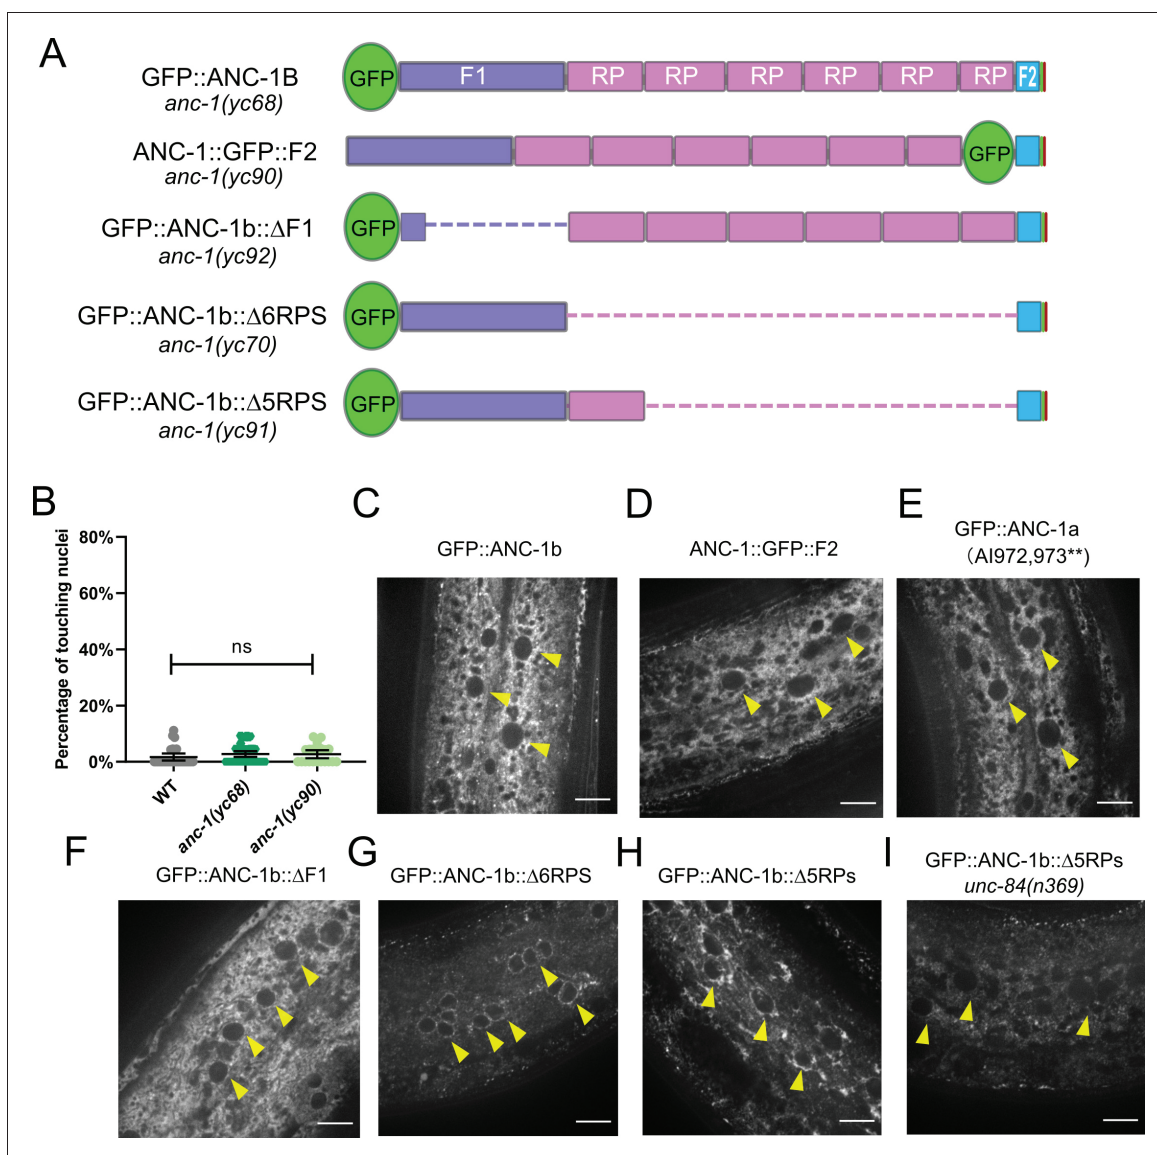 A
GFP::ANC-1B
anc-1(yc68)
GFP F1 RP RP RP RP RP RP F2
ANC-1::GFP::F2
anc-1(yc90)
GFP
GFP::ANC-1b::ΔF1
anc-1(yc92)
GFP
GFP::ANC-1b::Δ6RPS
anc-1(yc70)
GFP
GFP::ANC-1b::Δ5RPS
anc-1(yc91)
GFP
B
Percentage of touching nuclei
80%
60%
40%
20%
0%
ns
WT
anc-1(yc68)
anc-1(yc90)
C
GFP::ANC-1b
D
ANC-1::GFP::F2
E
GFP::ANC-1a
(AI972,973**)
F
GFP::ANC-1b::ΔF1
G
GFP::ANC-1b::Δ6RPS
H
GFP::ANC-1b::Δ5RPs
I
GFP::ANC-1b::Δ5RPs
unc-84(n369)